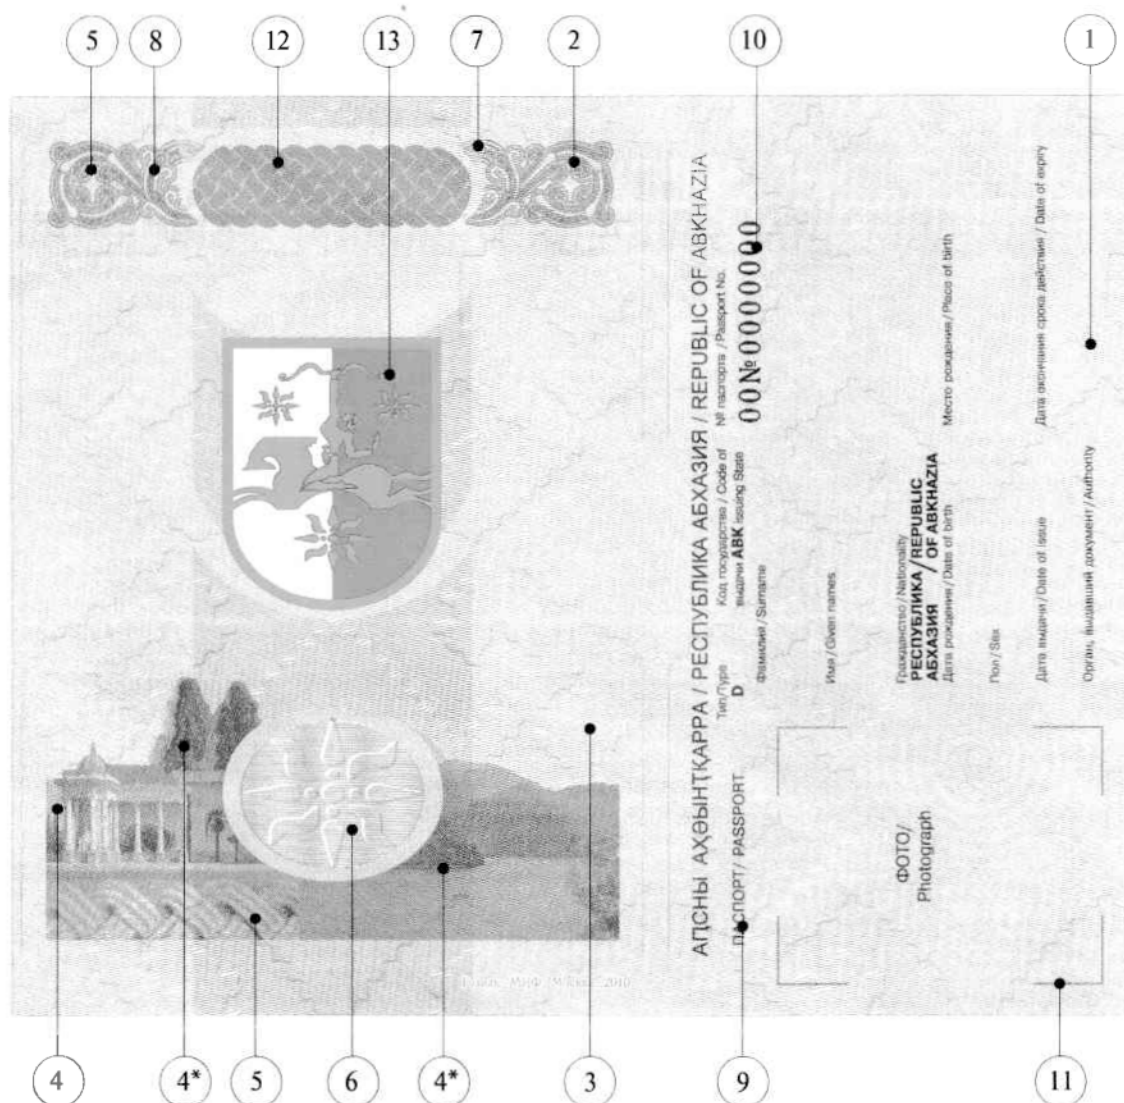 5 8 12 13 7 2 10 1
АԤСНЫ АҲӘЫНҬҚАРРА / РЕСПУБЛИКА АБХАЗИЯ / REPUBLIC OF ABKHAZIA
ПАСПОРТ / PASSPORT
Тип/Type
D
Код государства / Code of
выдачи ABK issuing State
№ паспорта / Passport No.
00№0000000
Фамилия / Surname
Имя / Given names
Гражданство / Nationality
РЕСПУБЛИКА / REPUBLIC
АБХАЗИЯ / OF ABKHAZIA
Дата рождения / Date of birth
Место рождения / Place of birth
Пол / Sex
Дата выдачи / Date of issue
Дата окончания срока действия / Date of expiry
Орган, выдавший документ / Authority
ФОТО/
Photograph
2010
4 4* 5 6 4* 3 9 11